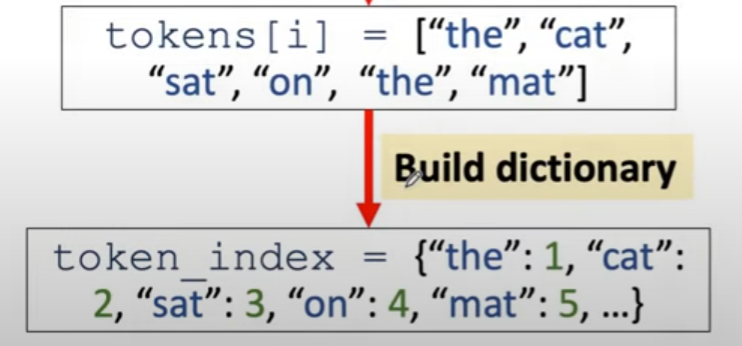 tokens[i] = [“the”, “cat”,
“sat”, “on”, “the”, “mat”]
Build dictionary
token_index = {“the”: 1, “cat”:
2, “sat”: 3, “on”: 4, “mat”: 5, …}